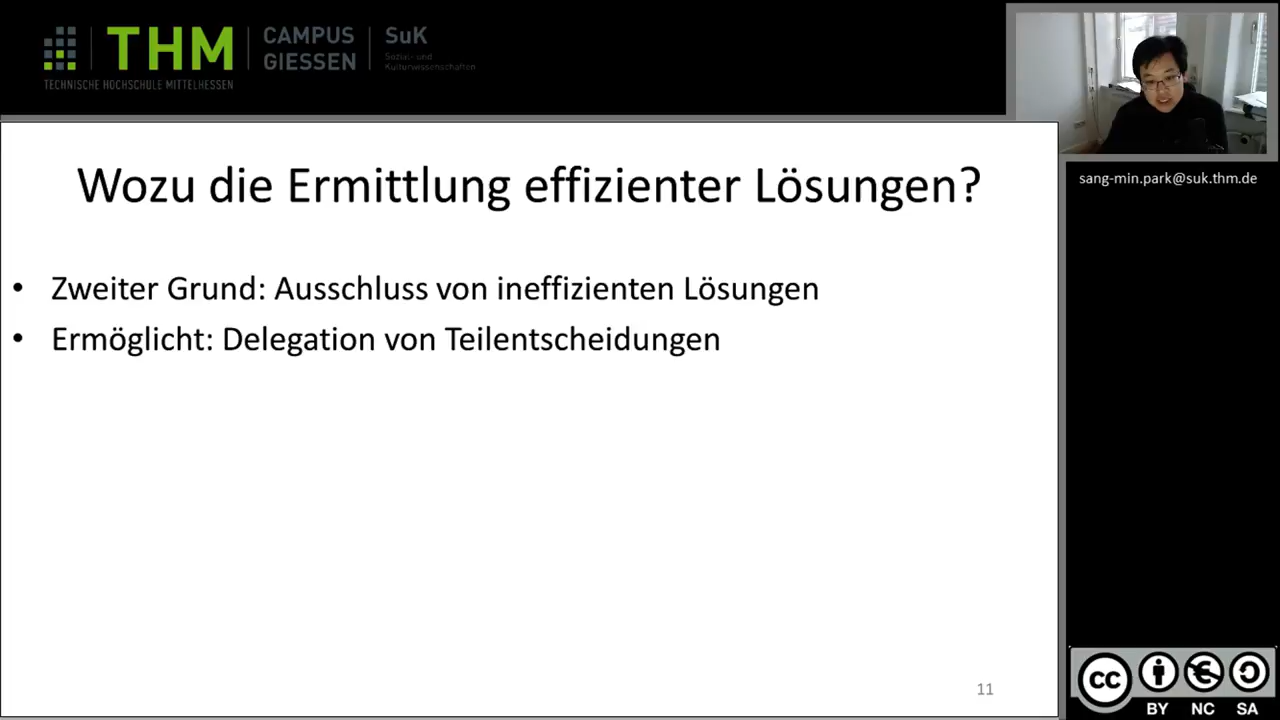 THM
CAMPUS
GIESSEN
SuK
Sozial- und
Kulturwissenschaften
TECHNISCHE HOCHSCHULE MITTELHESSEN
sang-min.park@suk.thm.de
Wozu die Ermittlung effizienter Lösungen?
• Zweiter Grund: Ausschluss von ineffizienten Lösungen
• Ermöglicht: Delegation von Teilentscheidungen
11
cc
BY NC SA